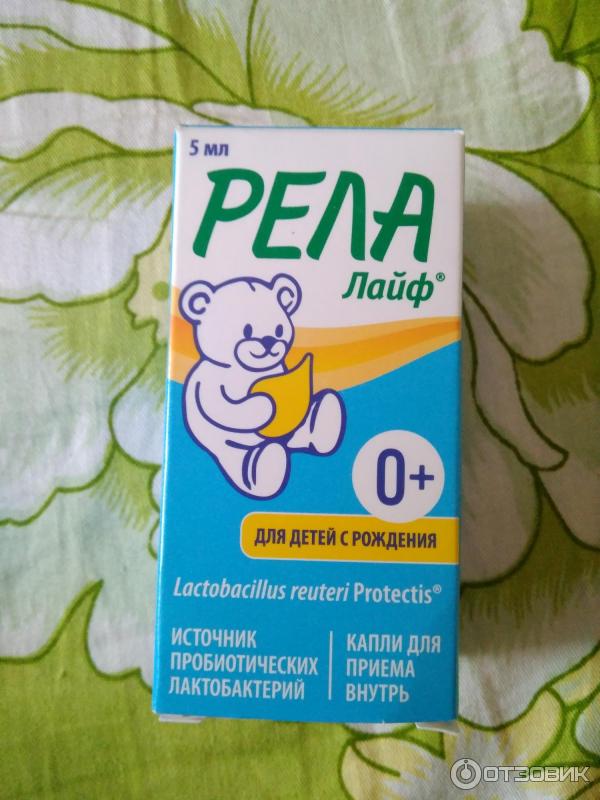 5 мл
РЕЛА
Лайф®
0+
ДЛЯ ДЕТЕЙ С РОЖДЕНИЯ
Lactobacillus reuteri Protectis®
ИСТОЧНИК
ПРОБИОТИЧЕСКИХ
ЛАКТОБАКТЕРИЙ
КАПЛИ ДЛЯ
ПРИЕМА
ВНУТРЬ
ОТЗОВИК